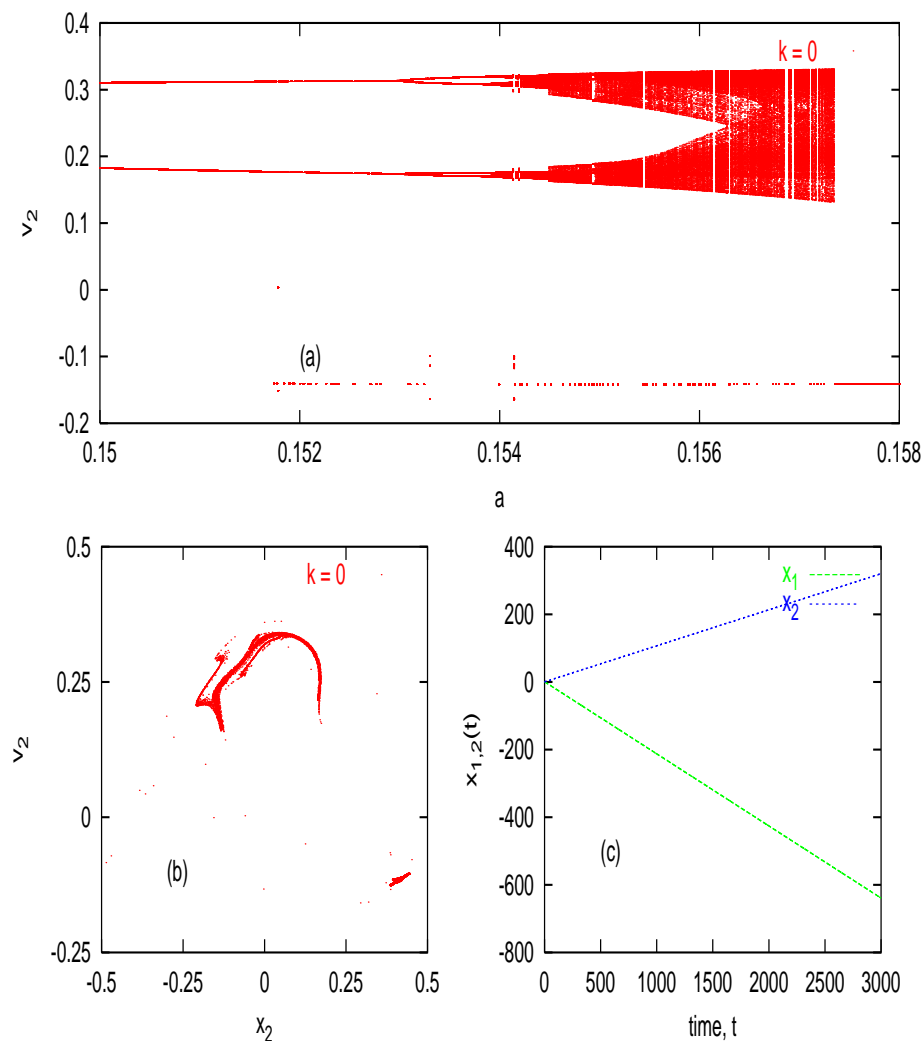 0.4
k = 0
0.3
0.2
0.1
v2
0
(a)
-0.1
-0.2
0.15 0.152 0.154 0.156 0.158
a
0.5
k = 0
0.25
v2
0
(b)
-0.25
-0.5 -0.25 0 0.25 0.5
x2
400
x1
x2
200
0
-200
x1,2(t)
-400
(c)
-600
-800
0 500 1000 1500 2000 2500 3000
time, t